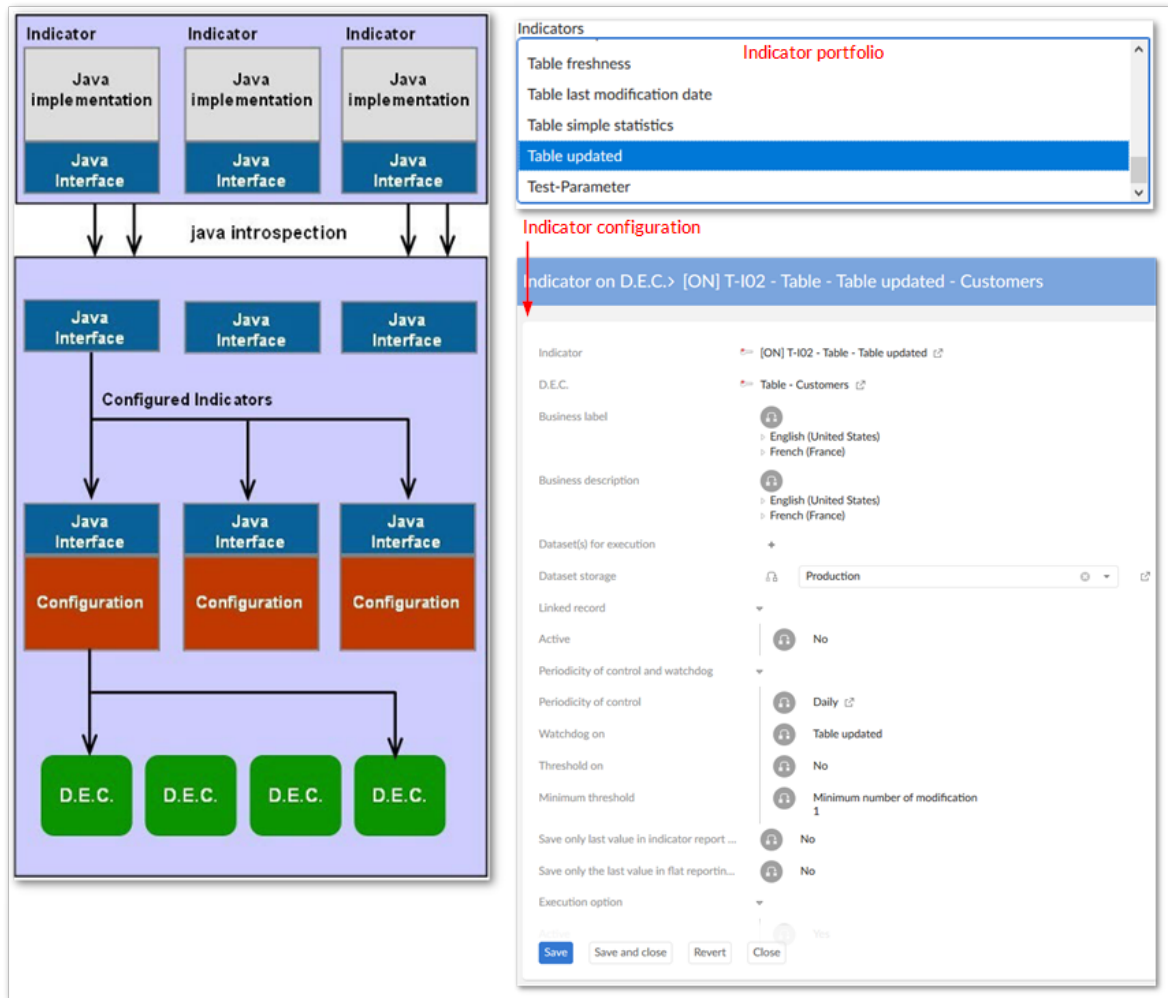 Indicator Indicator Indicator
Java implementation Java implementation Java implementation
Java Interface Java Interface Java Interface
java introspection
Java Interface Java Interface Java Interface
Configured Indicators
Java Interface Java Interface Java Interface
Configuration Configuration Configuration
D.E.C. D.E.C. D.E.C. D.E.C.
Indicators
Indicator portfolio
Table freshness
Table last modification date
Table simple statistics
Table updated
Test-Parameter
Indicator configuration
Indicator on D.E.C.> [ON] T-I02 - Table - Table updated - Customers
Indicator [ON] T-I02 - Table - Table updated
D.E.C. Table - Customers
Business label
English (United States)
French (France)
Business description
English (United States)
French (France)
Dataset(s) for execution
Dataset storage Production
Linked record
Active No
Periodicity of control and watchdog
Periodicity of control Daily
Watchdog on Table updated
Threshold on No
Minimum threshold Minimum number of modification
1
Save only last value in indicator report ... No
Save only the last value in flat reportin... No
Execution option
Yes
Save Save and close Revert Close